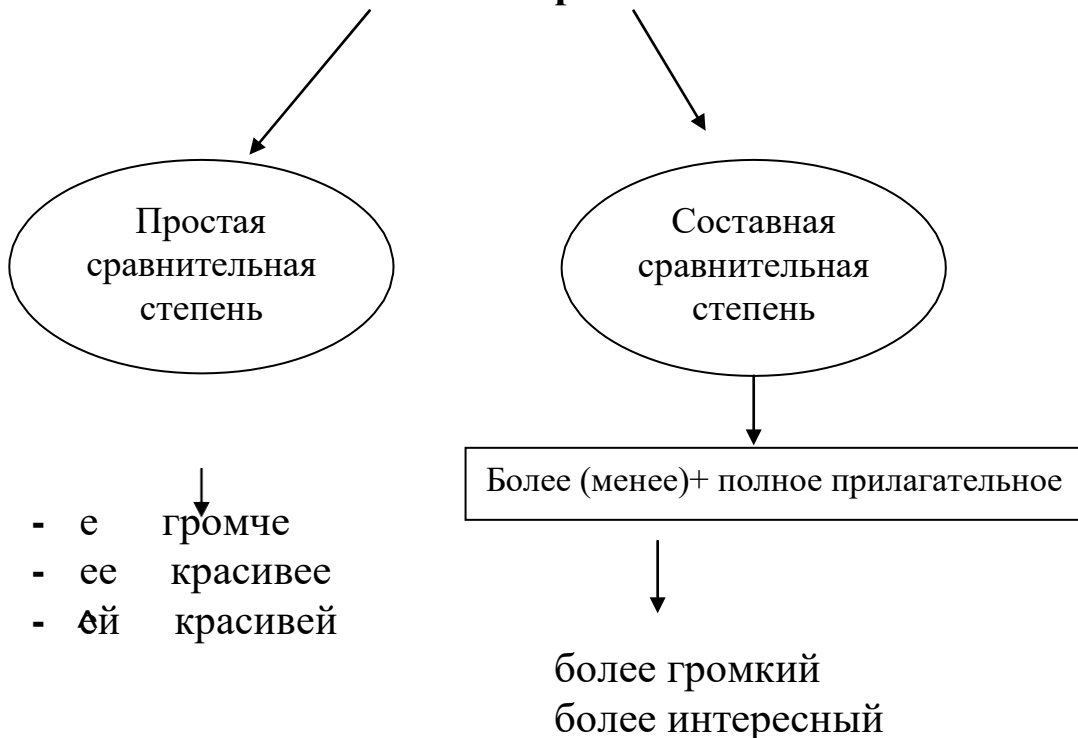 Простая
сравнительная
степень
Составная
сравнительная
степень
Более (менее)+ полное прилагательное
- е громче
- ее красивее
- ей красивей
более громкий
более интересный